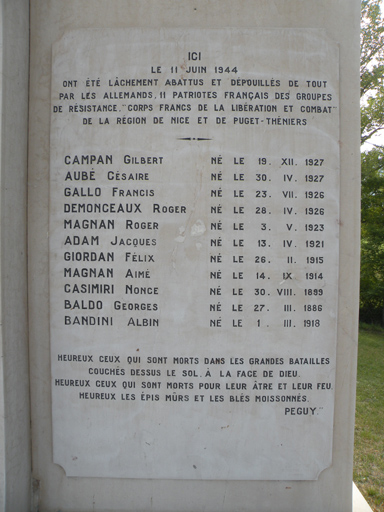 ICI
LE 11 JUIN 1944
ONT ÉTÉ LÂCHEMENT ABATTUS ET DÉPOUILLÉS DE TOUT
PAR LES ALLEMANDS, 11 PATRIOTES FRANÇAIS DES GROUPES
DE RÉSISTANCE, "CORPS FRANCS DE LA LIBÉRATION ET COMBAT"
DE LA RÉGION DE NICE ET DE PUGET-THÉNIERS
CAMPAN GILBERT NÉ LE 19. XII. 1927
AUBÉ CÉSAIRE NÉ LE 30. IV. 1927
GALLO FRANCIS NÉ LE 23. VII. 1926
DEMONCEAUX ROGER NÉ LE 28. IV. 1926
MAGNAN ROGER NÉ LE 3. V. 1923
ADAM JACQUES NÉ LE 13. IV. 1921
GIORDAN FÉLIX NÉ LE 26. II. 1915
MAGNAN AIMÉ NÉ LE 14. IX 1914
CASIMIRI NONCE NÉ LE 30. VIII. 1899
BALDO GEORGES NÉ LE 27. III. 1886
BANDINI ALBIN NÉ LE 1. III. 1918
HEUREUX CEUX QUI SONT MORTS DANS LES GRANDES BATAILLES
COUCHÉS DESSUS LE SOL, À LA FACE DE DIEU.
HEUREUX CEUX QUI SONT MORTS POUR LEUR ÂTRE ET LEUR FEU.
HEUREUX LES ÉPIS MÛRS ET LES BLÉS MOISSONNÉS.
PEGUY.